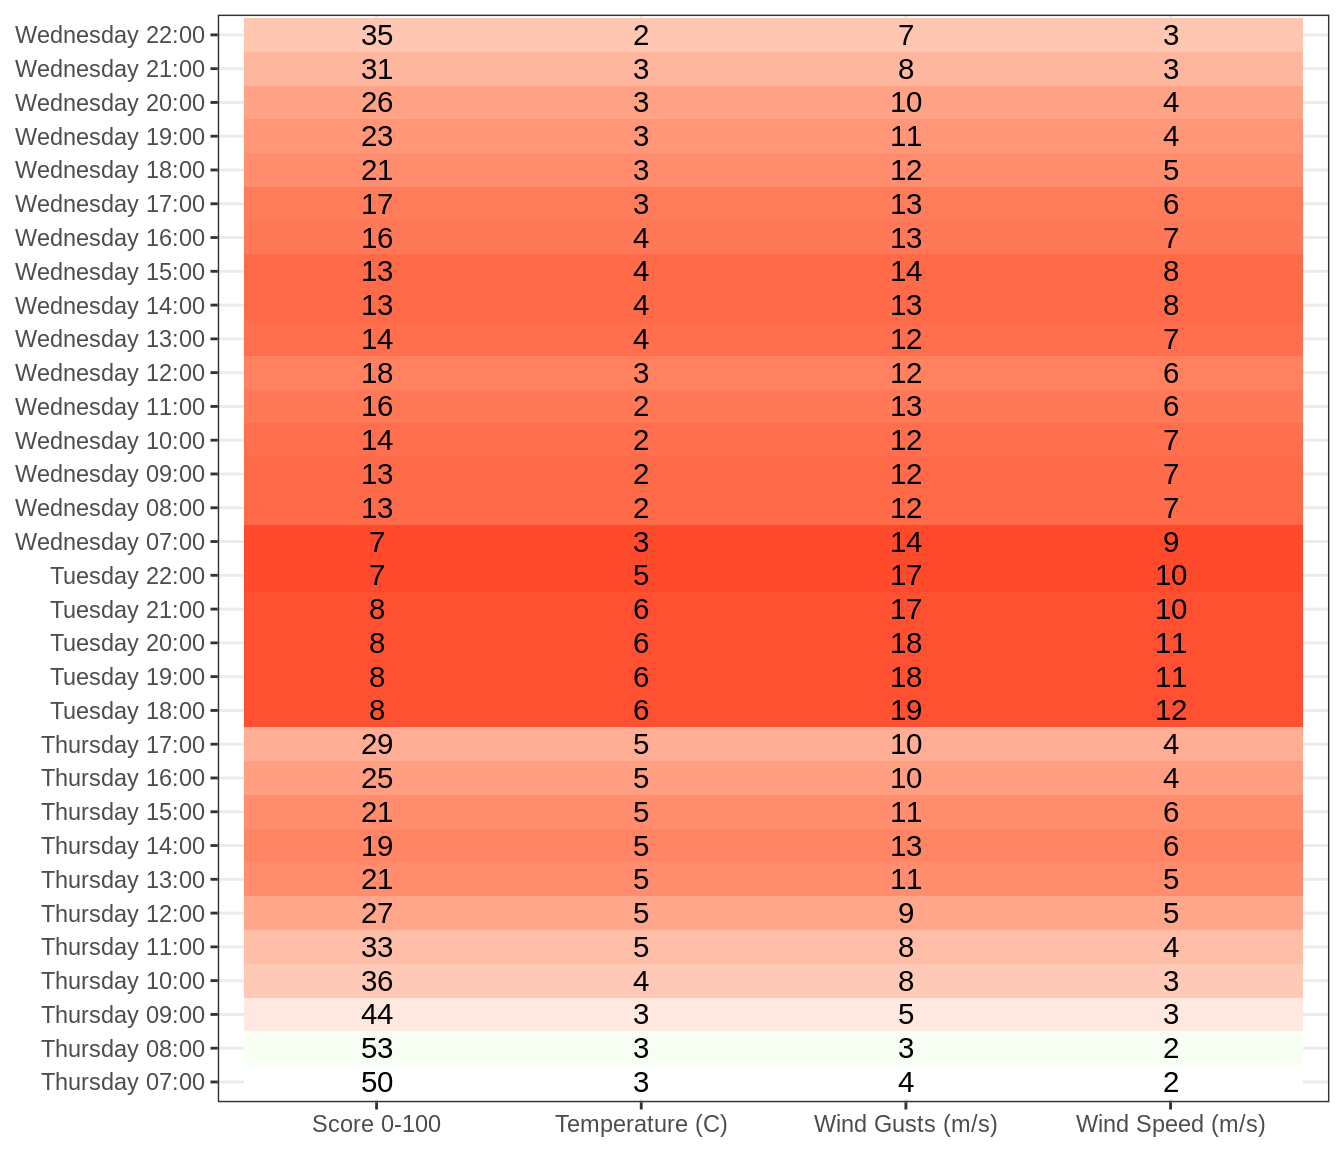 Wednesday 22:00 35 2 7 3
Wednesday 21:00 31 3 8 3
Wednesday 20:00 26 3 10 4
Wednesday 19:00 23 3 11 4
Wednesday 18:00 21 3 12 5
Wednesday 17:00 17 3 13 6
Wednesday 16:00 16 4 13 7
Wednesday 15:00 13 4 14 8
Wednesday 14:00 13 4 13 8
Wednesday 13:00 14 4 12 7
Wednesday 12:00 18 3 12 6
Wednesday 11:00 16 2 13 6
Wednesday 10:00 14 2 12 7
Wednesday 09:00 13 2 12 7
Wednesday 08:00 13 2 12 7
Wednesday 07:00 7 3 14 9
Tuesday 22:00 7 5 17 10
Tuesday 21:00 8 6 17 10
Tuesday 20:00 8 6 18 11
Tuesday 19:00 8 6 18 11
Tuesday 18:00 8 6 19 12
Thursday 17:00 29 5 10 4
Thursday 16:00 25 5 10 4
Thursday 15:00 21 5 11 6
Thursday 14:00 19 5 13 6
Thursday 13:00 21 5 11 5
Thursday 12:00 27 5 9 5
Thursday 11:00 33 5 8 4
Thursday 10:00 36 4 8 3
Thursday 09:00 44 3 5 3
Thursday 08:00 53 3 3 2
Thursday 07:00 50 3 4 2
Score 0-100 Temperature (C) Wind Gusts (m/s) Wind Speed (m/s)